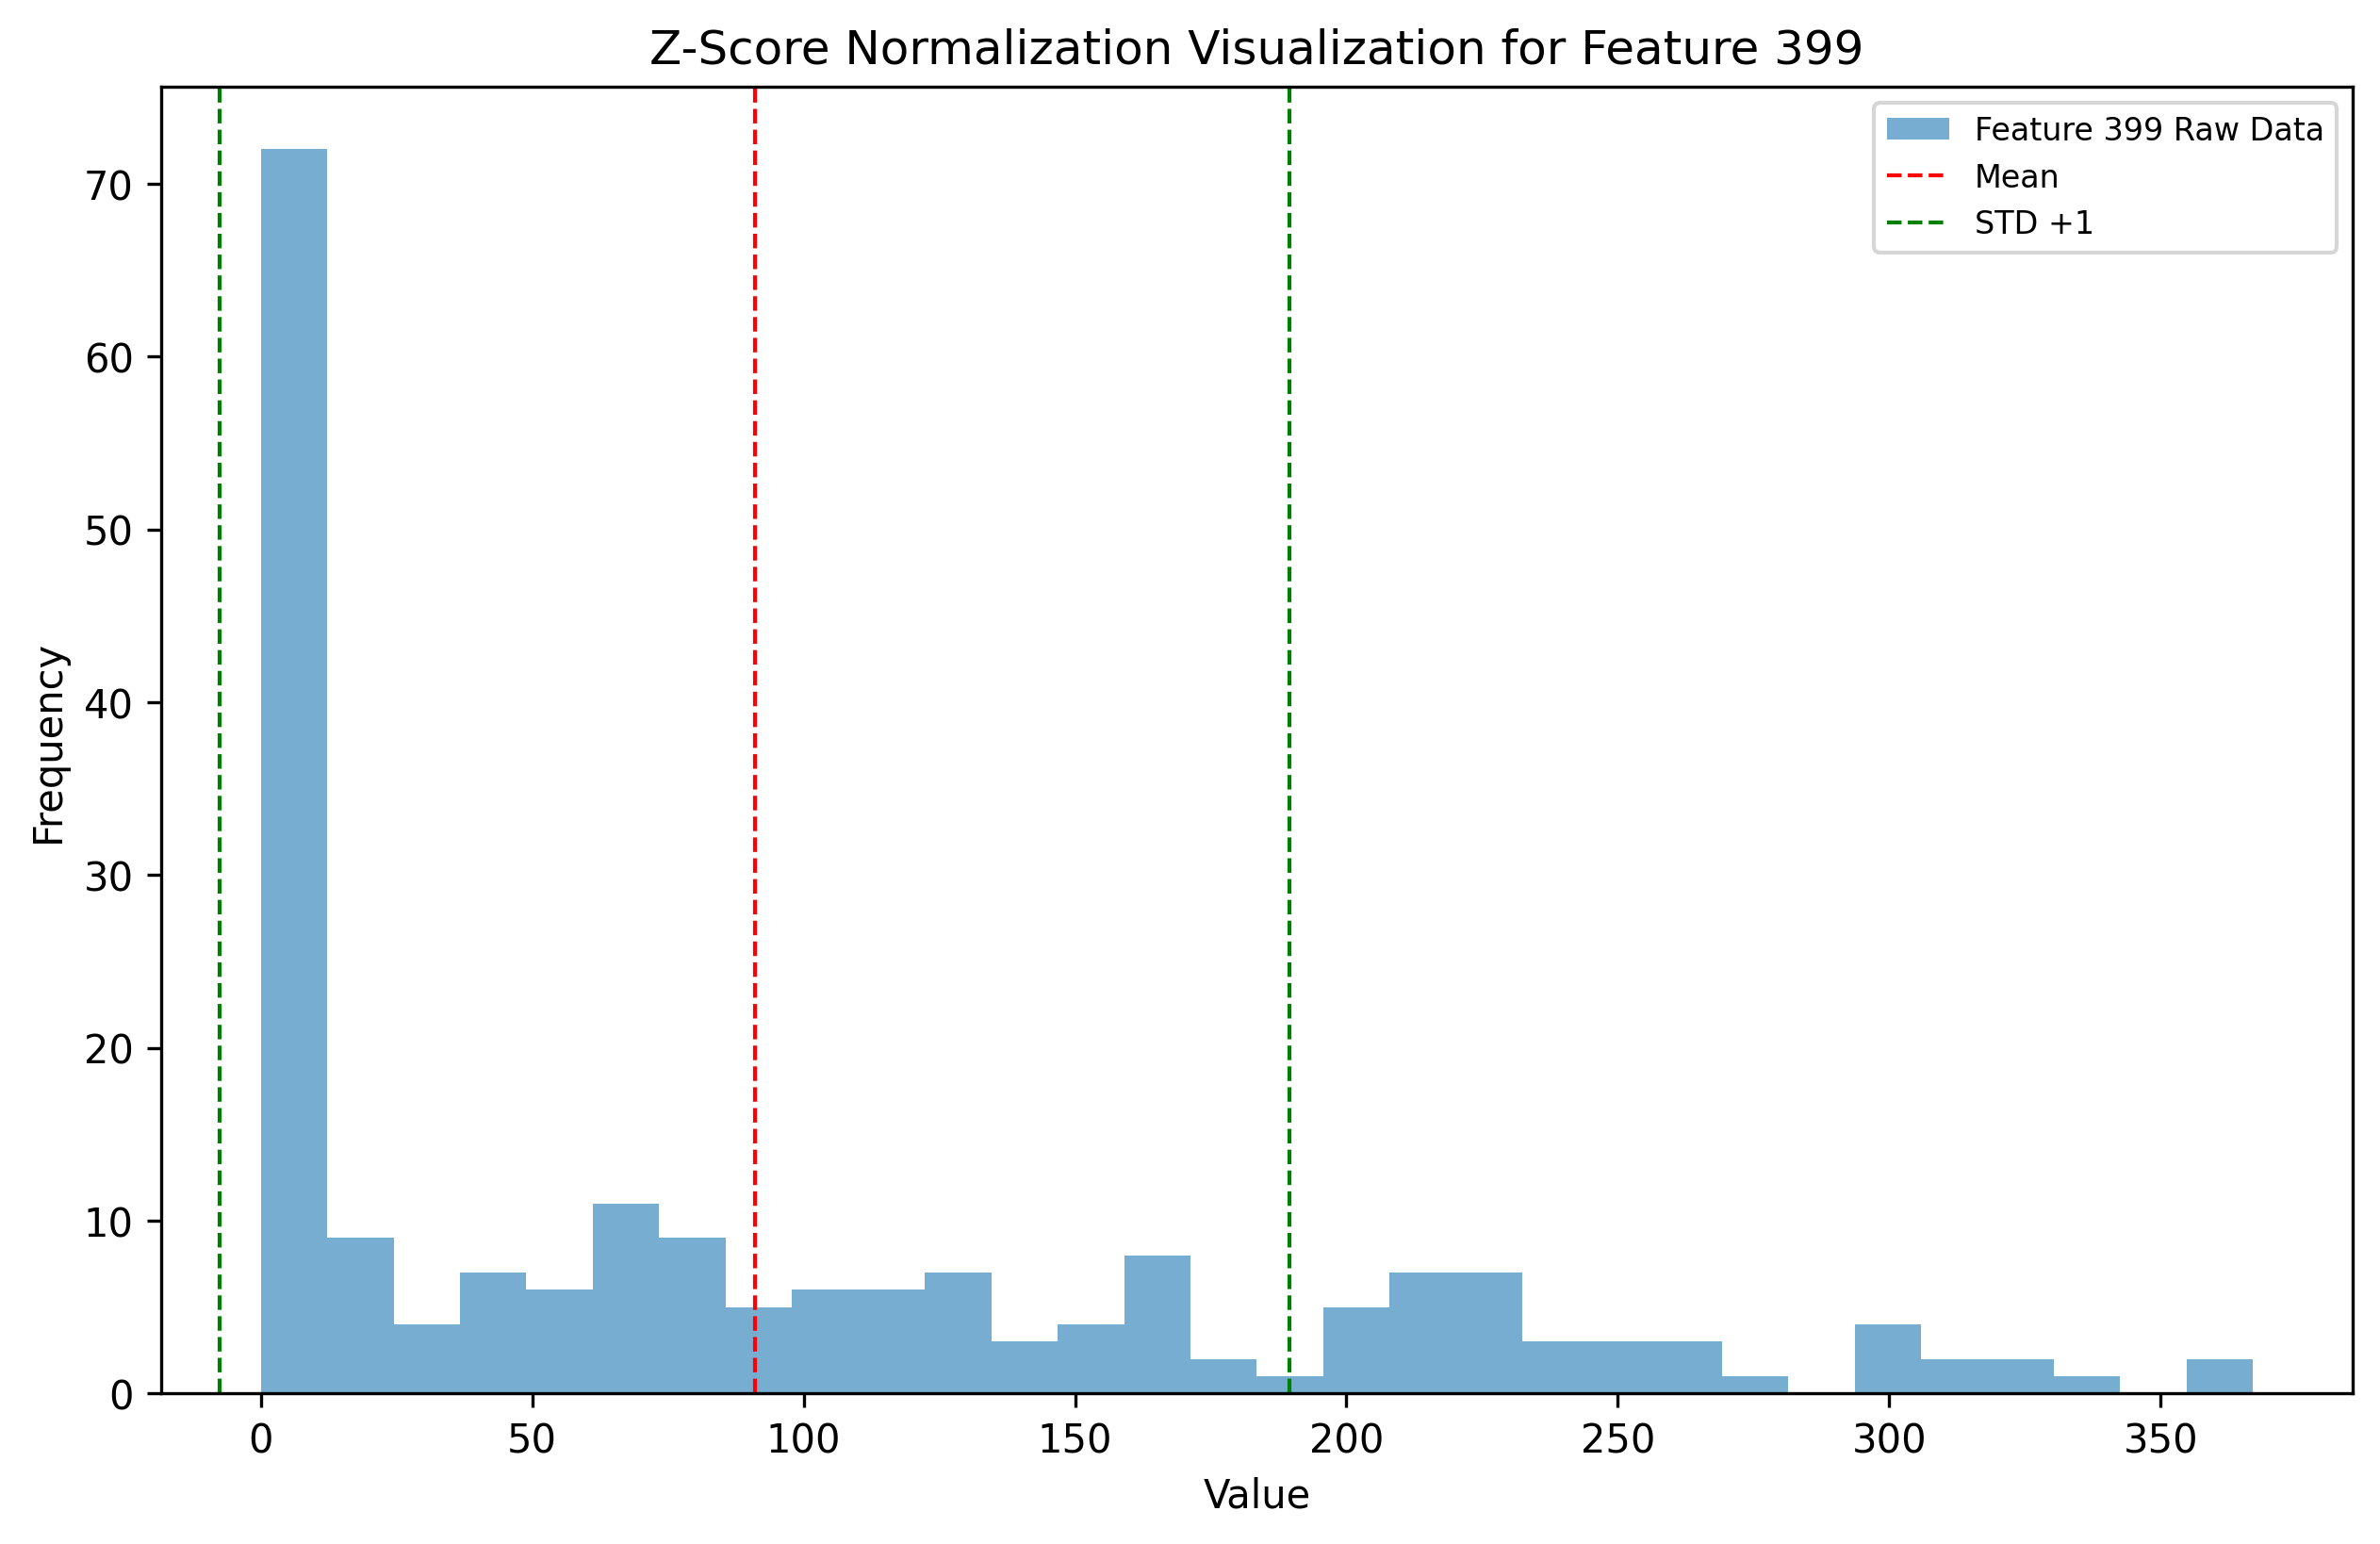 Z-Score Normalization Visualization for Feature 399
Feature 399 Raw Data
Mean
STD +1
70
60
50
40
30
20
10
0
Frequency
0 50 100 150 200 250 300 350
Value